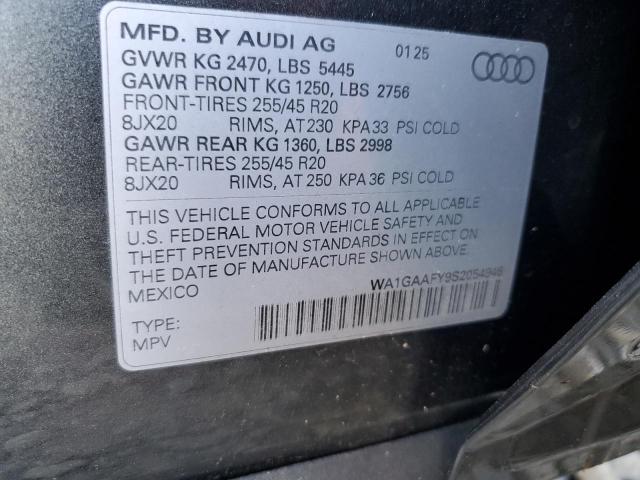 MFD. BY AUDI AG 01 25
GVWR KG 2470, LBS 5445
GAWR FRONT KG 1250, LBS 2756
FRONT-TIRES 255/45 R20
8JX20 RIMS, AT 230 KPA 33 PSI COLD
GAWR REAR KG 1360, LBS 2998
REAR-TIRES 255/45 R20
8JX20 RIMS, AT 250 KPA 36 PSI COLD
THIS VEHICLE CONFORMS TO ALL APPLICABLE
U.S. FEDERAL MOTOR VEHICLE SAFETY AND
THEFT PREVENTION STANDARDS IN EFFECT ON
THE DATE OF MANUFACTURE SHOWN ABOVE.
MEXICO WA1GAAFY9S2054946
TYPE:
MPV